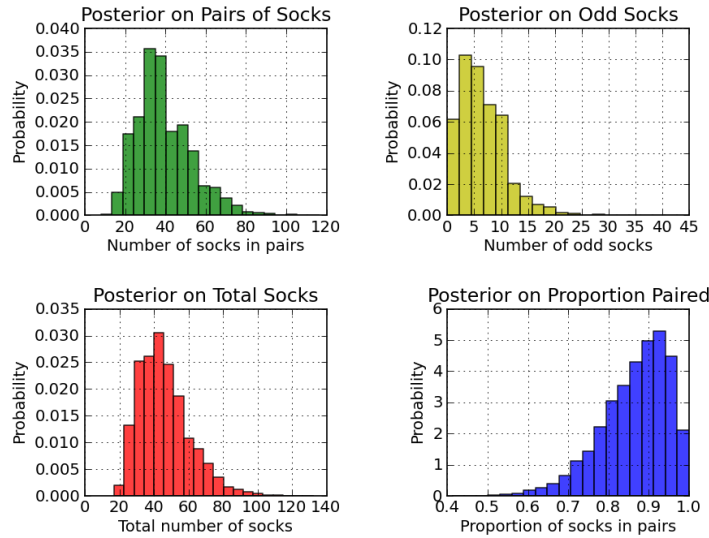 Posterior on Pairs of Socks
0.040
0.035
0.030
0.025
0.020
0.015
0.010
0.005
0.000
Probability
0 20 40 60 80 100 120
Number of socks in pairs
Posterior on Odd Socks
0.12
0.10
0.08
0.06
0.04
0.02
0.00
Probability
0 5 10 15 20 25 30 35 40 45
Number of odd socks
Posterior on Total Socks
0.035
0.030
0.025
0.020
0.015
0.010
0.005
0.000
Probability
0 20 40 60 80 100 120 140
Total number of socks
Posterior on Proportion Paired
6
5
4
3
2
1
0
Probability
0.4 0.5 0.6 0.7 0.8 0.9 1.0
Proportion of socks in pairs